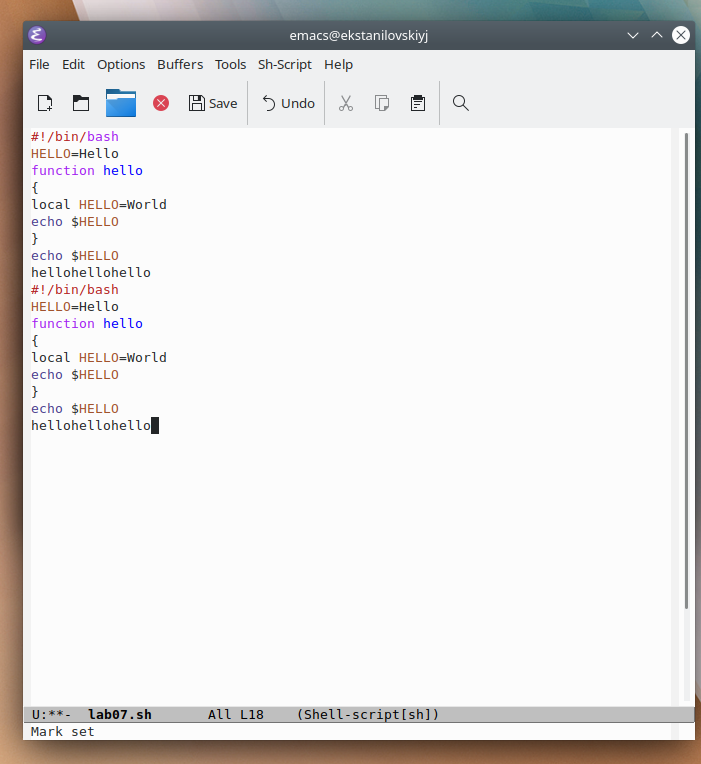 emacs@ekstanilovskiyj
File Edit Options Buffers Tools Sh-Script Help
Save Undo
#!/bin/bash
HELLO=Hello
function hello
{
local HELLO=World
echo $HELLO
}
echo $HELLO
hellohellohello
#!/bin/bash
HELLO=Hello
function hello
{
local HELLO=World
echo $HELLO
}
echo $HELLO
hellohellohello
U:**-  lab07.sh       All L18    (Shell-script[sh])
Mark set